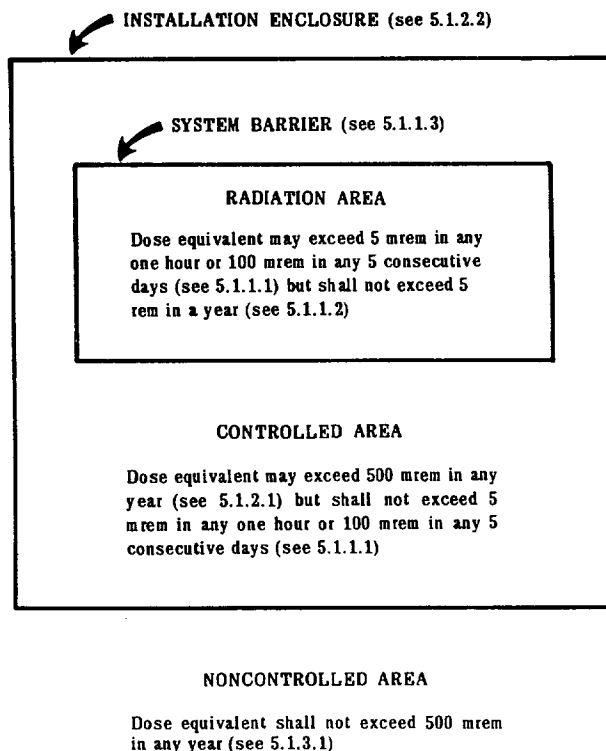 INSTALLATION ENCLOSURE (see 5.1.2.2)
SYSTEM BARRIER (see 5.1.1.3)
RADIATION AREA
Dose equivalent may exceed 5 mrem in any
one hour or 100 mrem in any 5 consecutive
days (see 5.1.1.1) but shall not exceed 5
rem in a year (see 5.1.1.2)
CONTROLLED AREA
Dose equivalent may exceed 500 mrem in any
year (see 5.1.2.1) but shall not exceed 5
mrem in any one hour or 100 mrem in any 5
consecutive days (see 5.1.1.1)
NONCONTROLLED AREA
Dose equivalent shall not exceed 500 mrem
in any year (see 5.1.3.1)